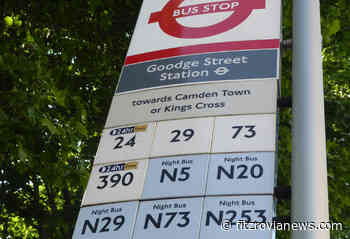 BUS STOP
Goodge Street
Station
towards Camden Town
or Kings Cross
24hr
24 29 73
24hr Night Bus Night Bus
390 N5 N20
Night Bus Night Bus Night Bus
N29 N73 N253
© fitzrovianews.com